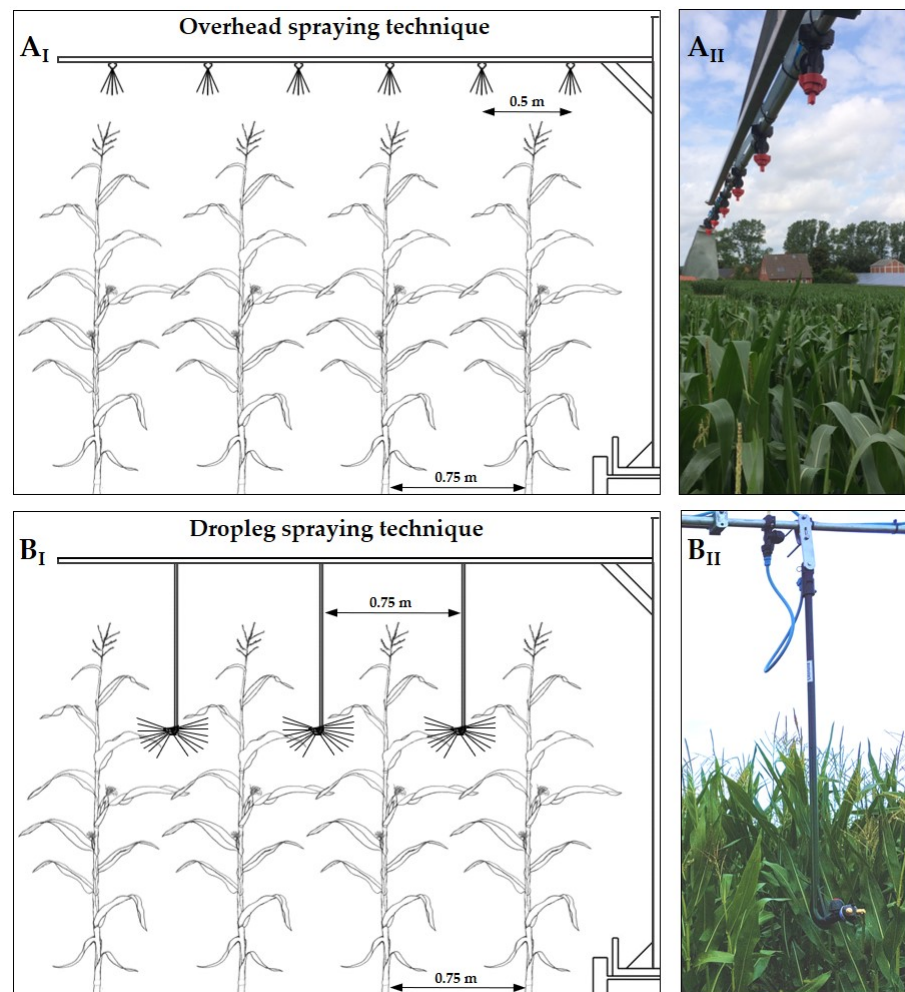 Overhead spraying technique
A_I
0.5 m
0.75 m
A_II
Dropleg spraying technique
B_I
0.75 m
0.75 m
B_II